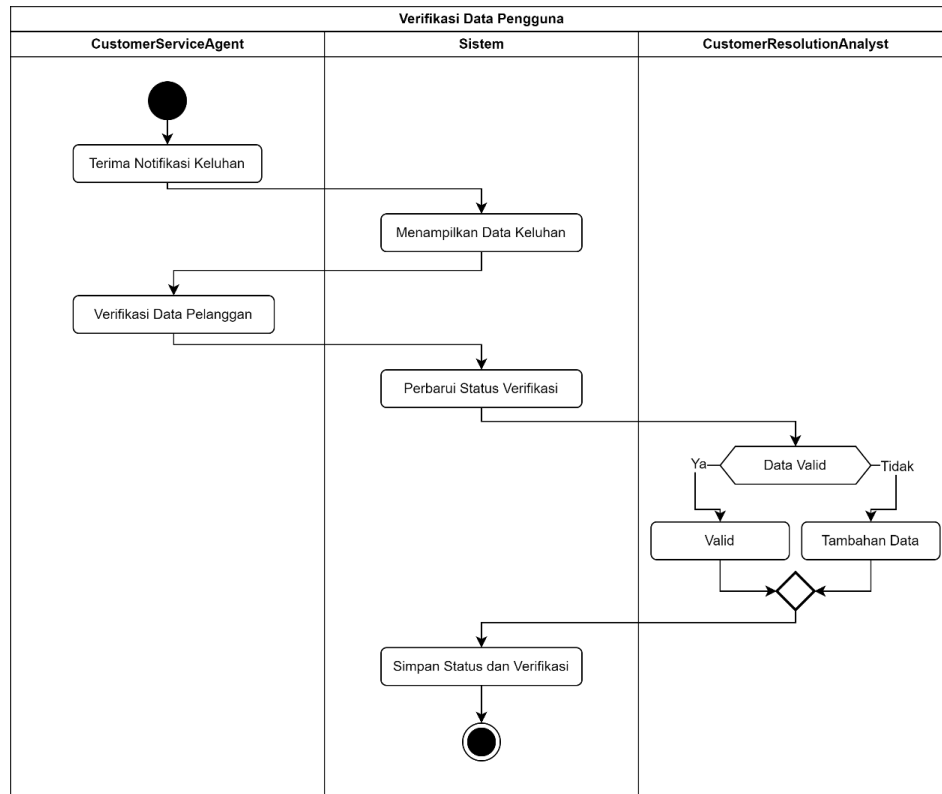 Verifikasi Data Pengguna
CustomerServiceAgent
Sistem
CustomerResolutionAnalyst
Terima Notifikasi Keluhan
Menampilkan Data Keluhan
Verifikasi Data Pelanggan
Perbarui Status Verifikasi
Ya
Data Valid
Tidak
Valid
Tambahan Data
Simpan Status dan Verifikasi